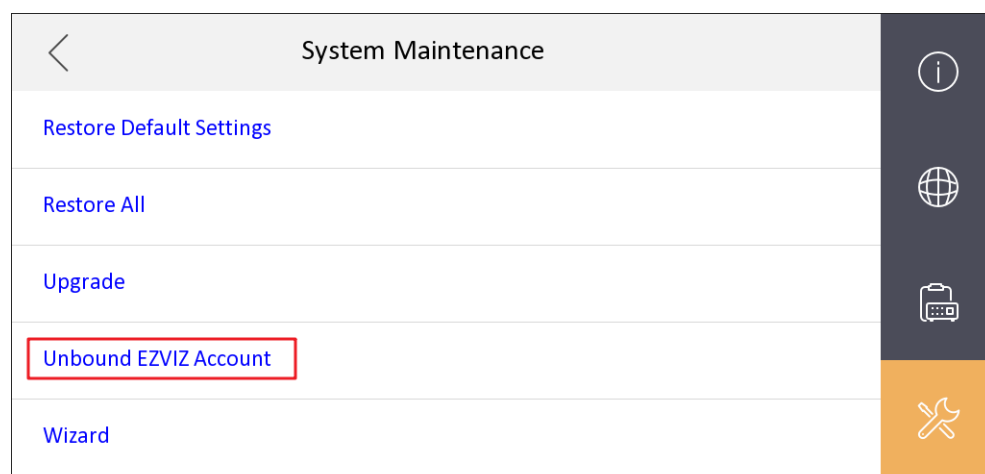 System Maintenance
Restore Default Settings
Restore All
Upgrade
Unbound EZVIZ Account
Wizard